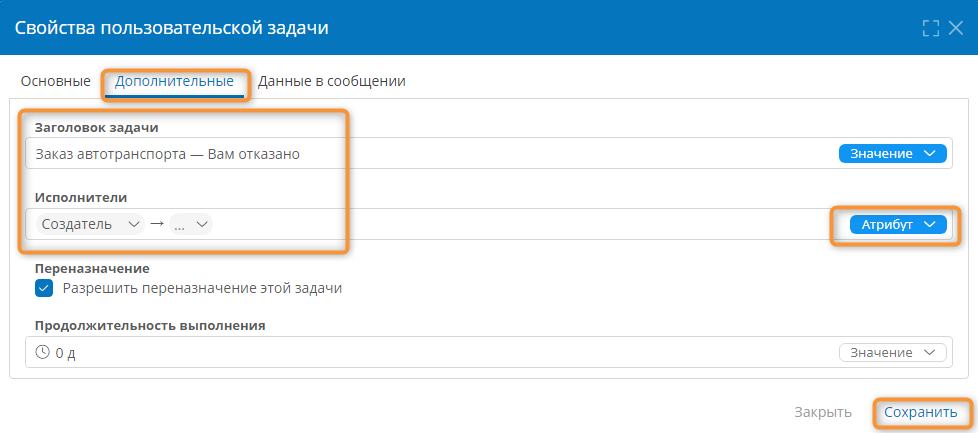 Свойства пользовательской задачи
Основные Дополнительные Данные в сообщении
Заголовок задачи
Заказ автотранспорта — Вам отказано Значение
Исполнители
Создатель → ... Атрибут
Переназначение
Разрешить переназначение этой задачи
Продолжительность выполнения
0 д Значение
Закрыть Сохранить